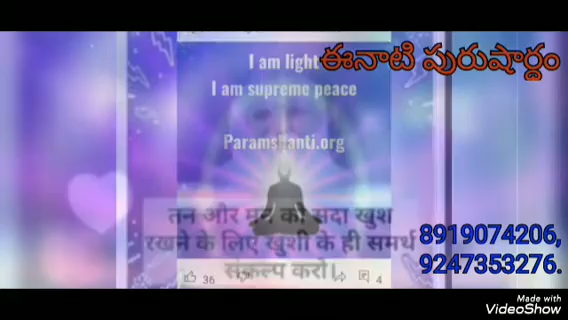 I am light
I am supreme peace
ఈనాటి పురుషార్దం
Paramshanti.org
तन और मन को सदा खुश
रखने के लिए खुशी के ही समर्थ
संकल्प करो।
8919074206,
9247353276.
36
4
Made with
VideoShow